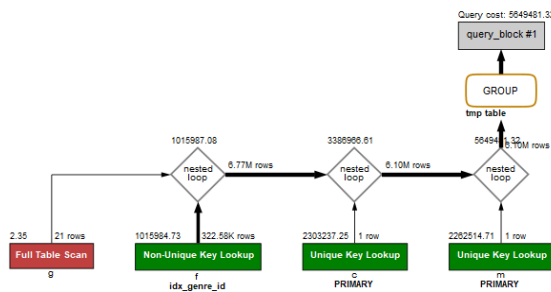 Query cost: 5649481.32
query_block #1
GROUP
tmp table
1015987.08
3386966.61
5649481.32
6.77M rows
6.10M rows
6.10M rows
nested
loop
nested
loop
nested
loop
2.35
21 rows
1015984.73
322.58K rows
2303237.25
1 row
2262514.71
1 row
Full Table Scan
Non-Unique Key Lookup
Unique Key Lookup
Unique Key Lookup
g
f
c
m
idx_genre_id
PRIMARY
PRIMARY